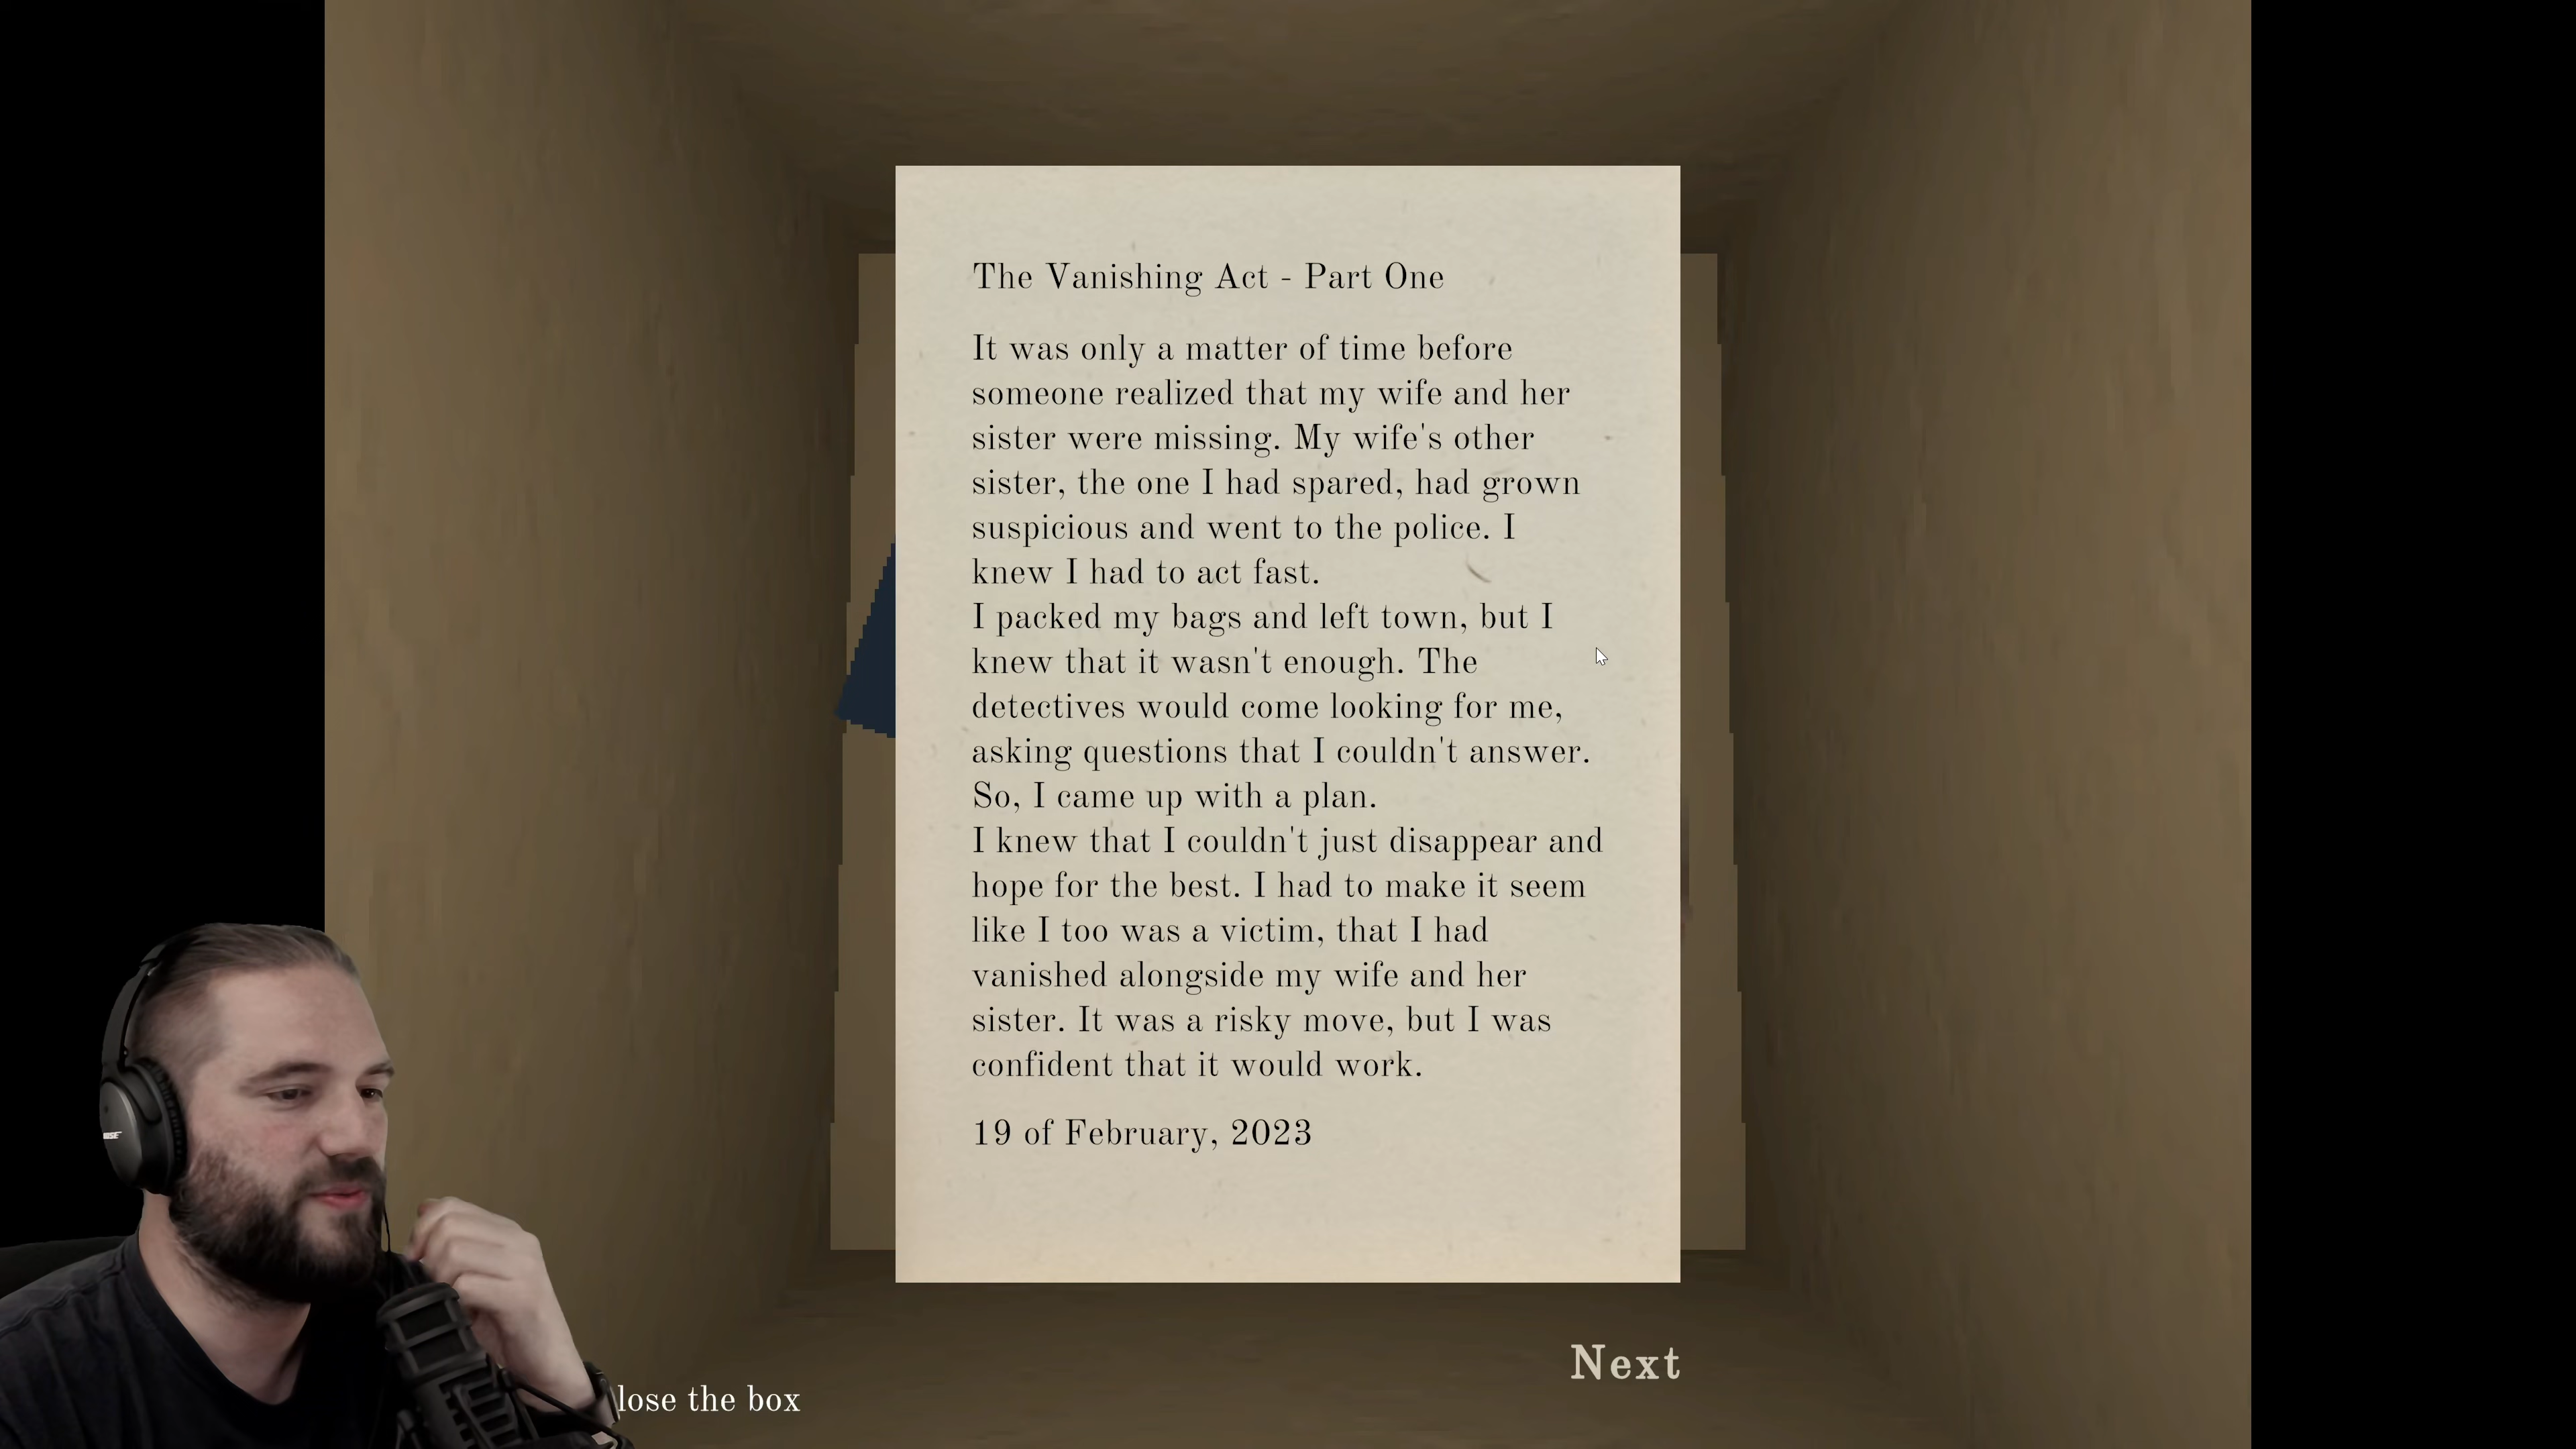 The Vanishing Act - Part One
It was only a matter of time before
someone realized that my wife and her
sister were missing. My wife's other
sister, the one I had spared, had grown
suspicious and went to the police. I
knew I had to act fast.
I packed my bags and left town, but I
knew that it wasn't enough. The
detectives would come looking for me,
asking questions that I couldn't answer.
So, I came up with a plan.
I knew that I couldn't just disappear and
hope for the best. I had to make it seem
like I too was a victim, that I had
vanished alongside my wife and her
sister. It was a risky move, but I was
confident that it would work.
19 of February, 2023
Next
lose the box
BOSE